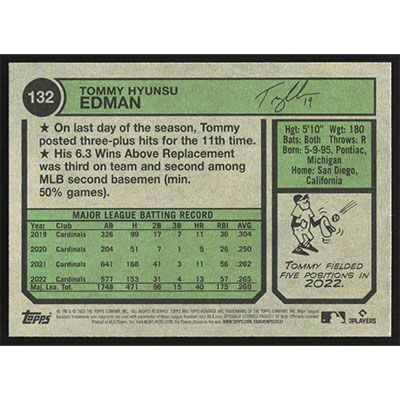 132
TOMMY HYUNSU
EDMAN
19
★ On last day of the season, Tommy
posted three-plus hits for the 11th time.
★ His 6.3 Wins Above Replacement
was third on team and second among
MLB second basemen (min.
50% games).
Hgt: 5'10" Wgt: 180
Bats: Both Throws: R
Born: 5-9-95, Pontiac,
Michigan
Home: San Diego,
California
MAJOR LEAGUE BATTING RECORD
Year Club AB H 2B 3B HR RBI AVG
2019 Cardinals 326 99 17 7 11 36 304
2020 Cardinals 204 51 7 1 5 26 250
2021 Cardinals 641 168 41 3 11 56 262
2022 Cardinals 577 153 31 4 13 57 265
Maj. Lea. Tot. 1748 471 96 15 40 175
TOMMY FIELDED
FIVE POSITIONS IN
2022.
Topps
PLAYERS